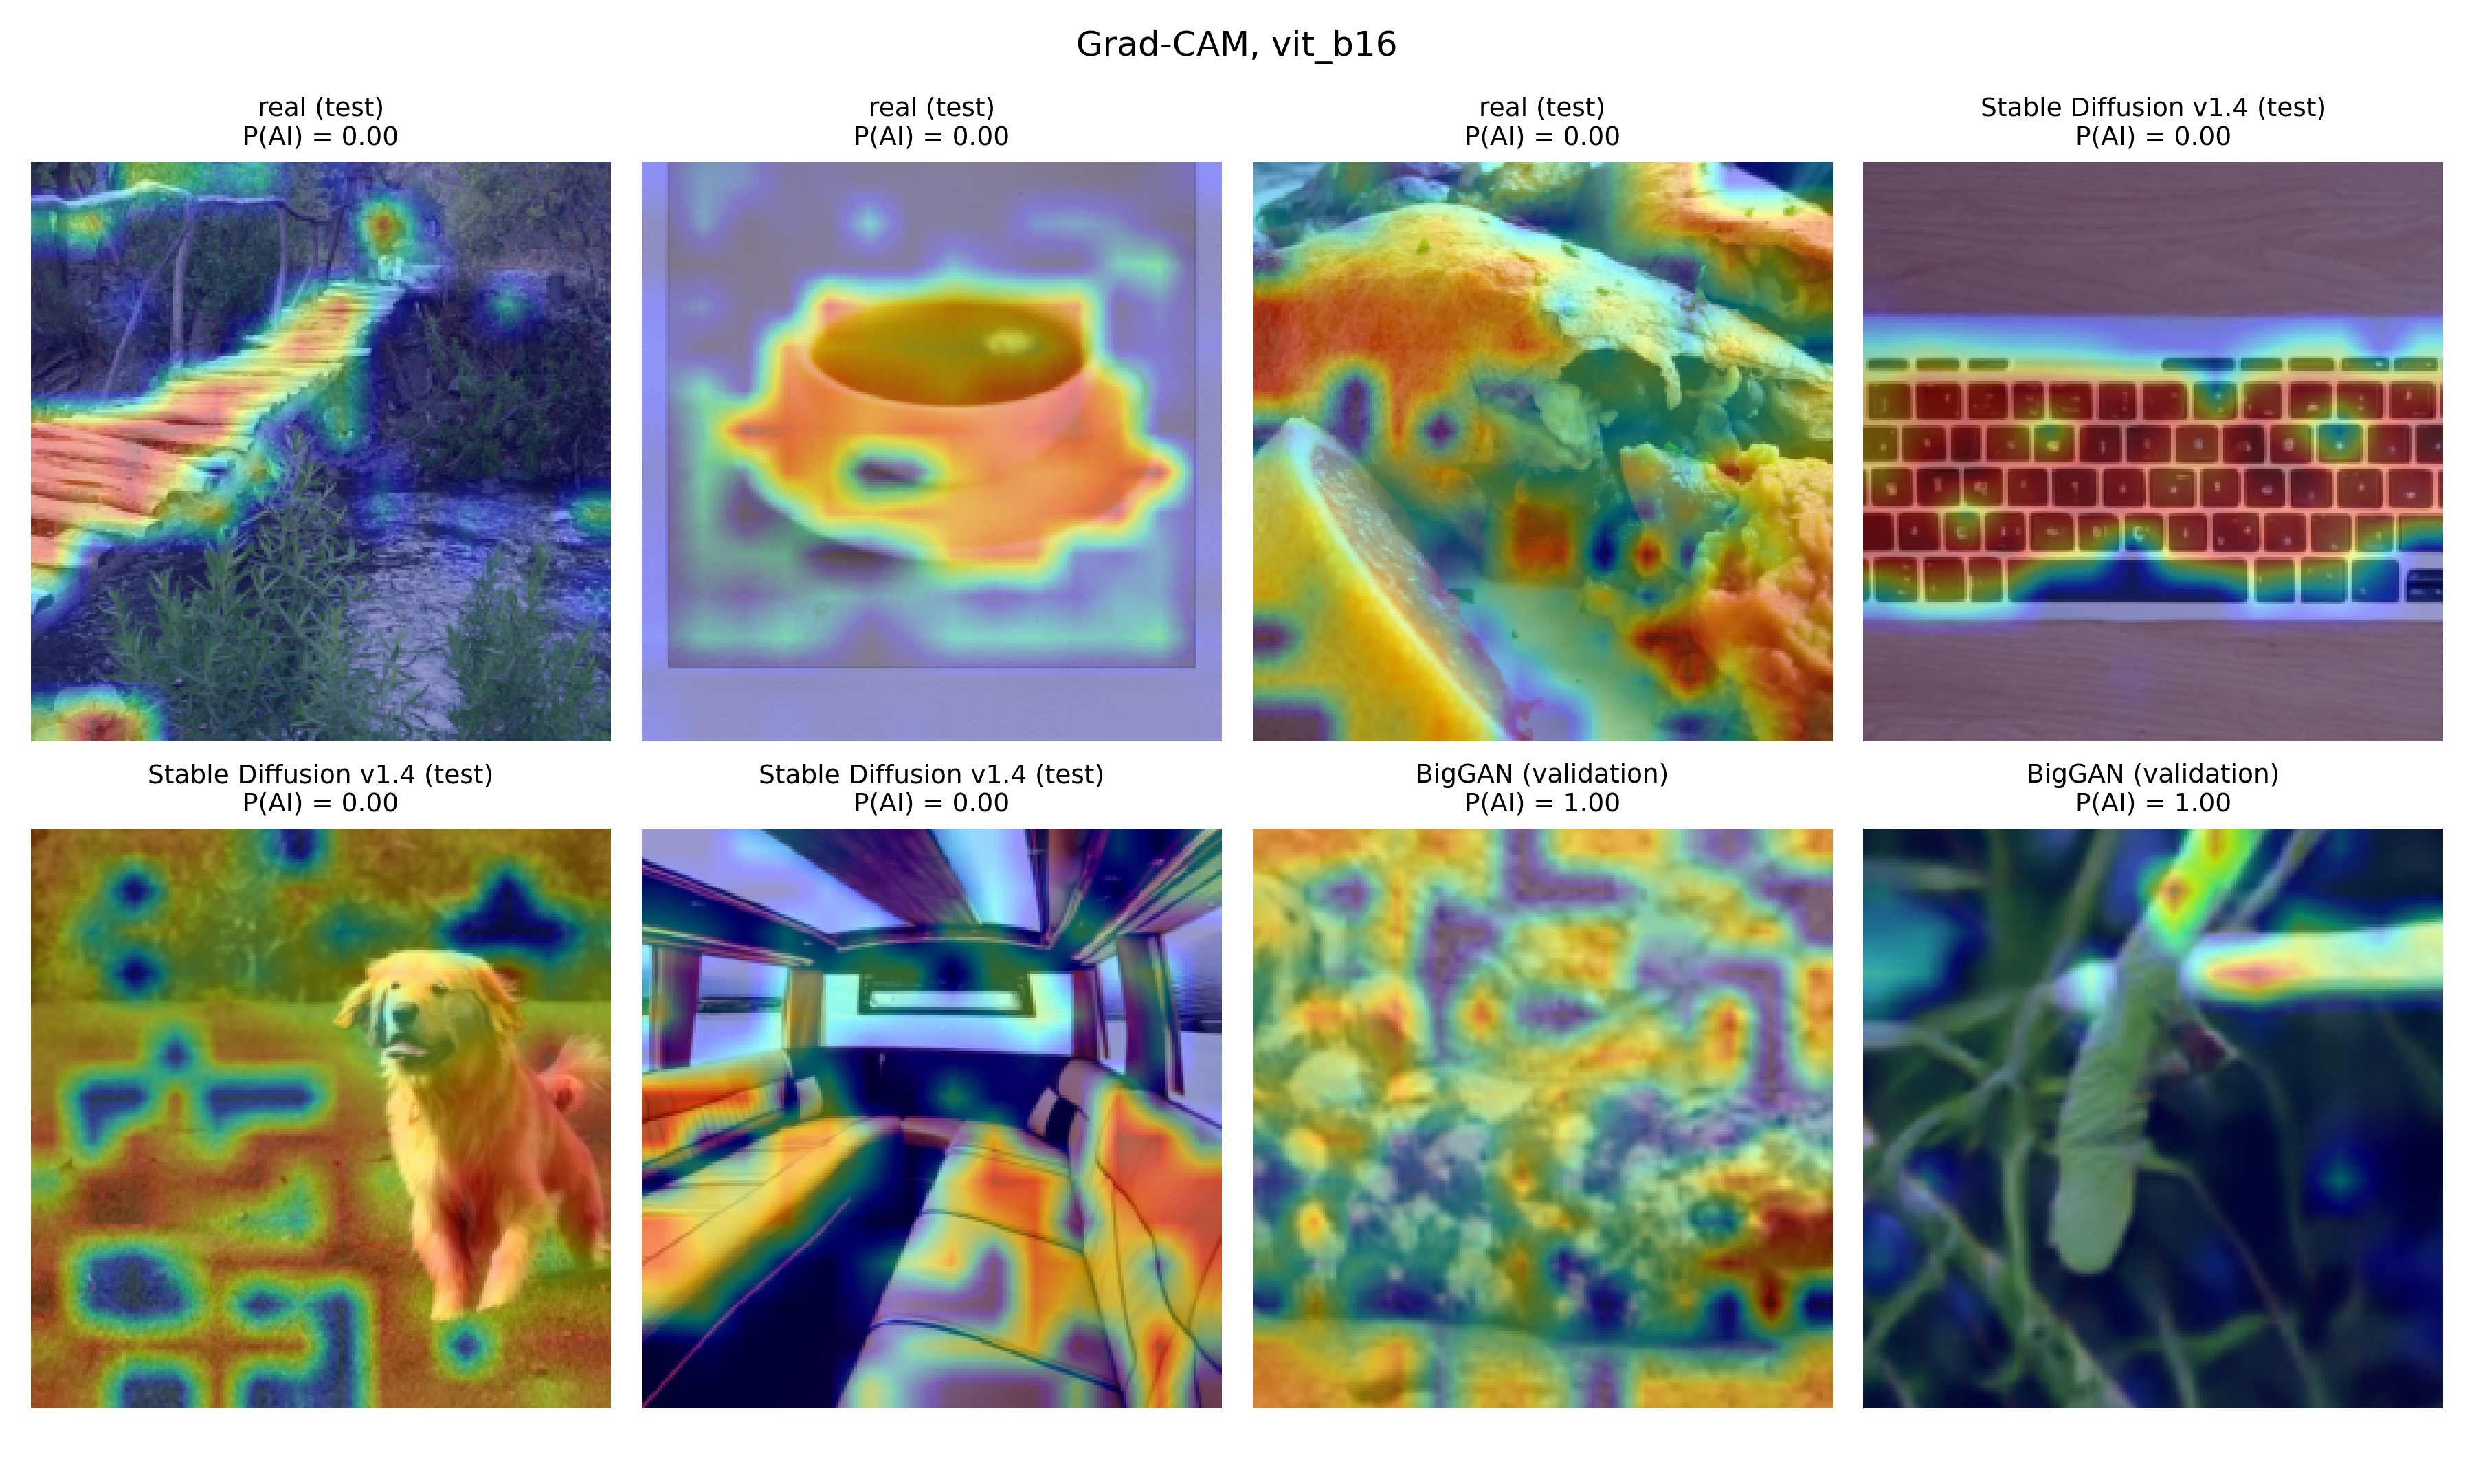 Grad-CAM, vit_b16
real (test)
P(AI) = 0.00
real (test)
P(AI) = 0.00
real (test)
P(AI) = 0.00
Stable Diffusion v1.4 (test)
P(AI) = 0.00
Stable Diffusion v1.4 (test)
P(AI) = 0.00
Stable Diffusion v1.4 (test)
P(AI) = 0.00
BigGAN (validation)
P(AI) = 1.00
BigGAN (validation)
P(AI) = 1.00